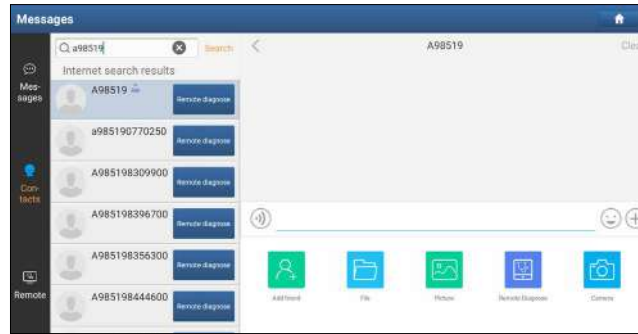 Messages
a98519
Search
Internet search results
Mes-
sages
Con-
tacts
Remote
A98519
Remote diagnose
a985190770250
Remote diagnose
A985198309900
Remote diagnose
A985198396700
Remote diagnose
A985198356300
Remote diagnose
A985198444600
Remote diagnose
A98519
Clea
Add friend
File
Picture
Remote Diagnose
Camera